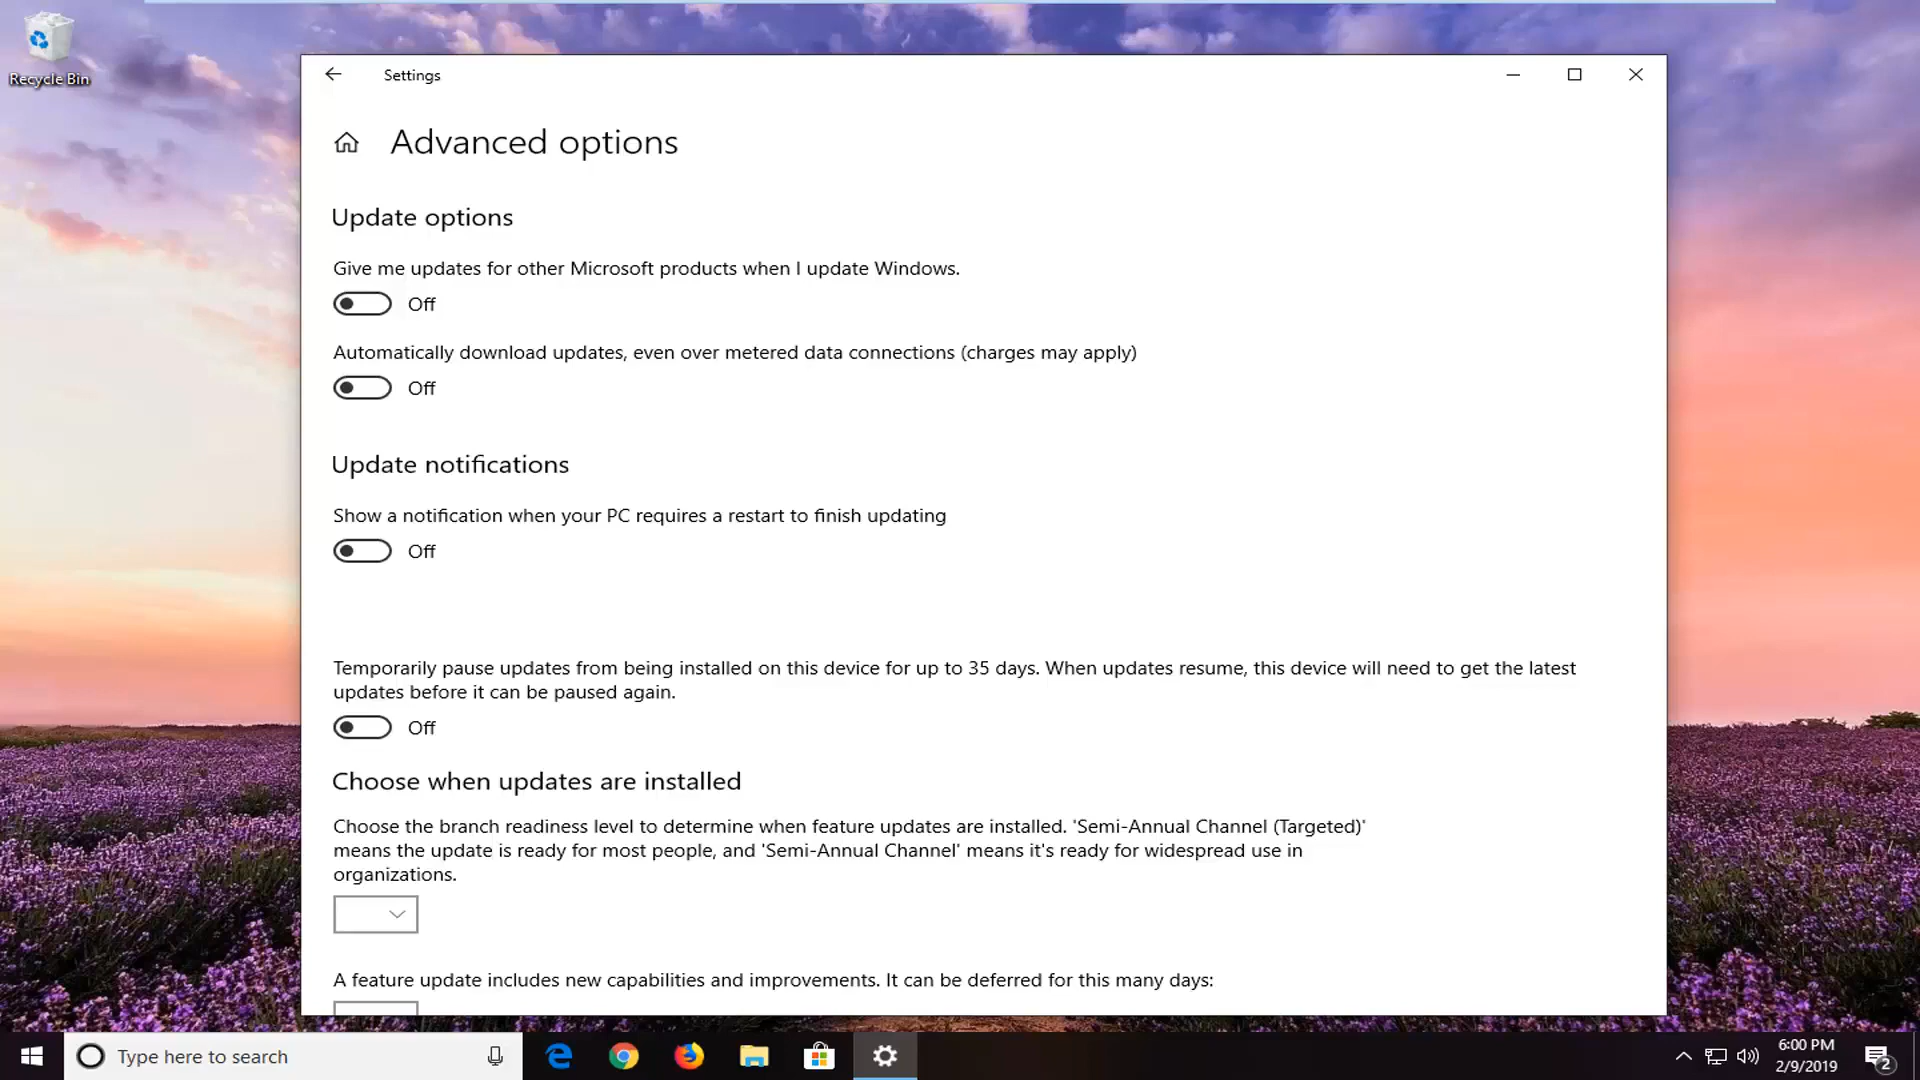 Recycle Bin
Settings
Advanced options
Update options
Give me updates for other Microsoft products when I update Windows.
Off
Automatically download updates, even over metered data connections (charges may apply)
Off
Update notifications
Show a notification when your PC requires a restart to finish updating
Off
Temporarily pause updates from being installed on this device for up to 35 days. When updates resume, this device will need to get the latest
updates before it can be paused again.
Off
Choose when updates are installed
Choose the branch readiness level to determine when feature updates are installed. 'Semi-Annual Channel (Targeted)'
means the update is ready for most people, and 'Semi-Annual Channel' means it's ready for widespread use in
organizations.
A feature update includes new capabilities and improvements. It can be deferred for this many days:
Type here to search
6:00 PM
2/9/2019
2